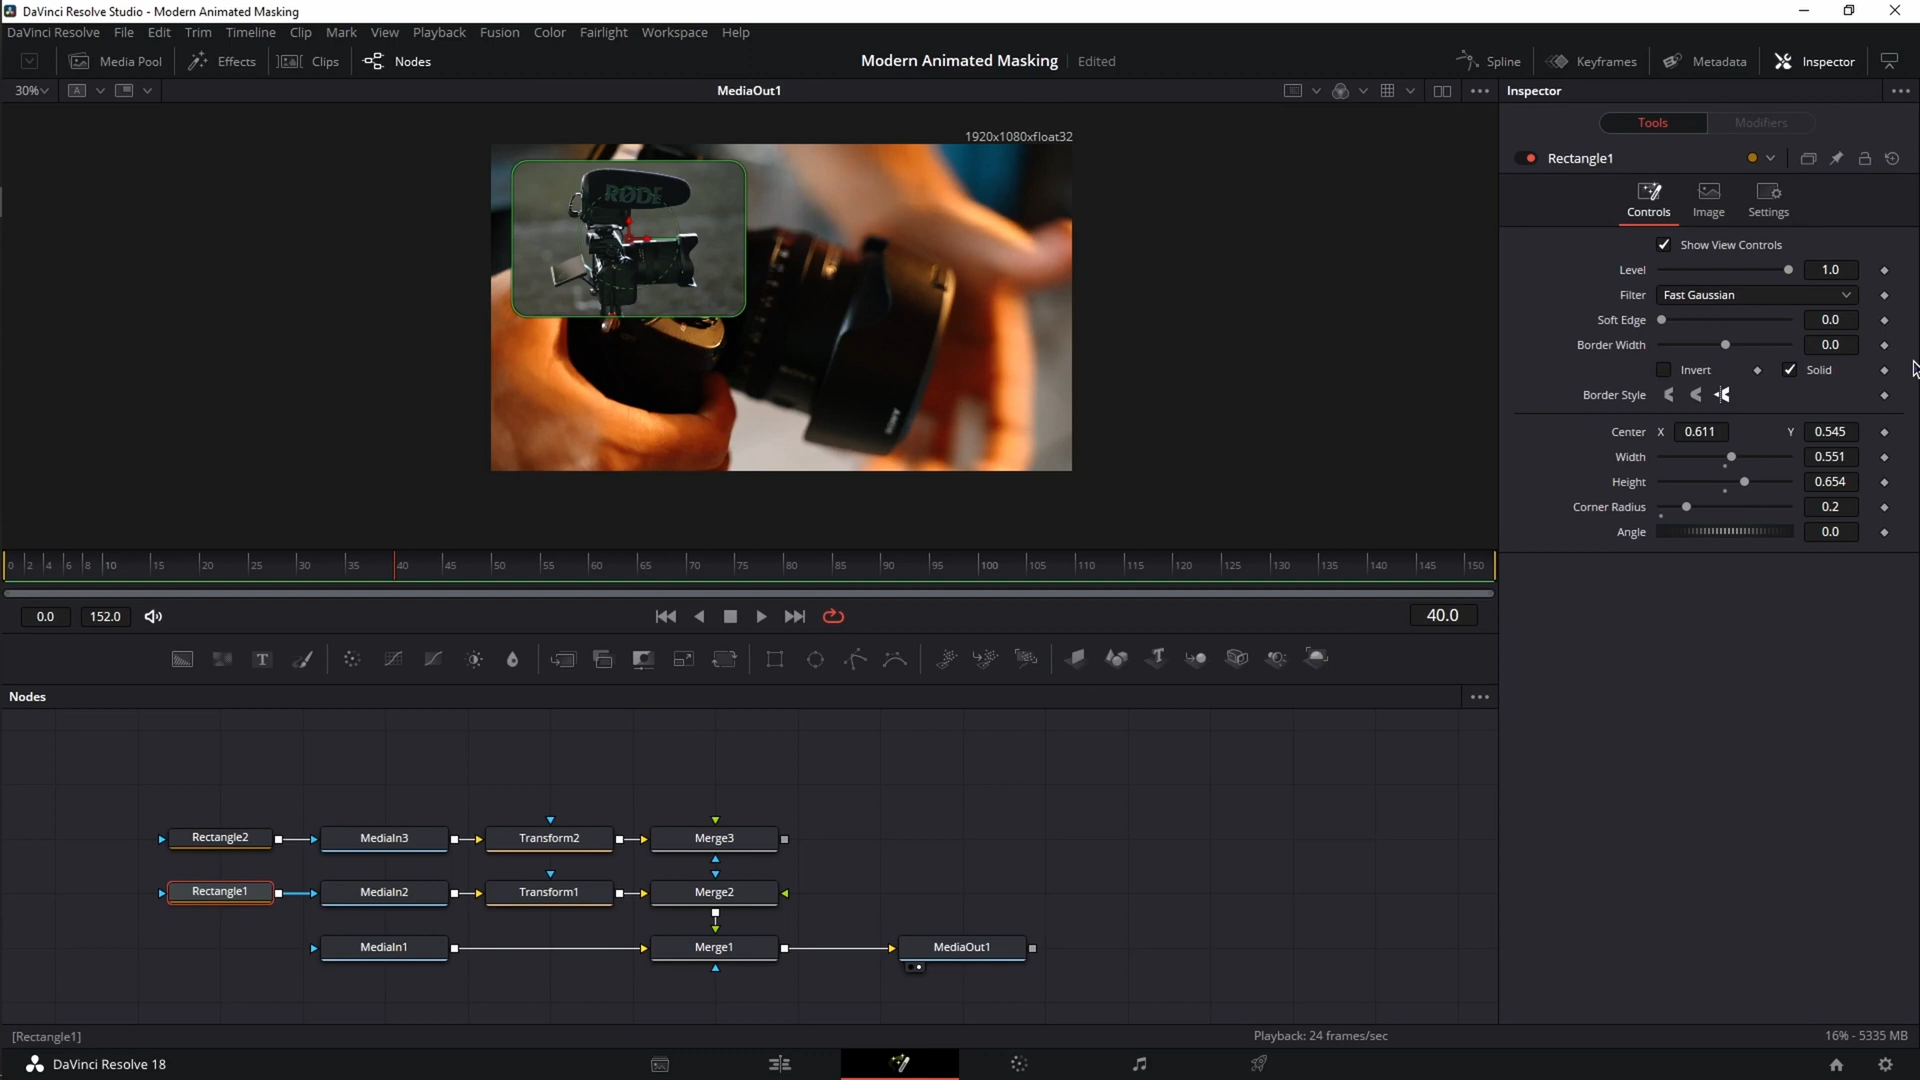 DaVinci Resolve Studio - Modern Animated Masking
DaVinci Resolve File Edit Trim Timeline Clip Mark View Playback Fusion Color Fairlight Workspace Help
Media Pool Effects Clips Nodes Modern Animated Masking Edited Spline Keyframes Metadata Inspector
30% A MediaOut1 Inspector
1920x1080xfloat32
RØDE
Tools Modifiers
Rectangle1
Controls Image Settings
Show View Controls
Level 1.0
Filter Fast Gaussian
Soft Edge 0.0
Border Width 0.0
Invert Solid
Border Style
Center X 0.611 Y 0.545
Width 0.551
Height 0.654
Corner Radius 0.2
Angle 0.0
0 2 4 6 8 10 15 20 25 30 35 40 45 50 55 60 65 70 75 80 85 90 95 100 105 110 115 120 125 130 135 140 145 150
0.0 152.0 40.0
T T
Nodes
Rectangle2 MediaIn3 Transform2 Merge3
Rectangle1 MediaIn2 Transform1 Merge2
MediaIn1 Merge1 MediaOut1
[Rectangle1] Playback: 24 frames/sec 16% - 5335 MB
DaVinci Resolve 18